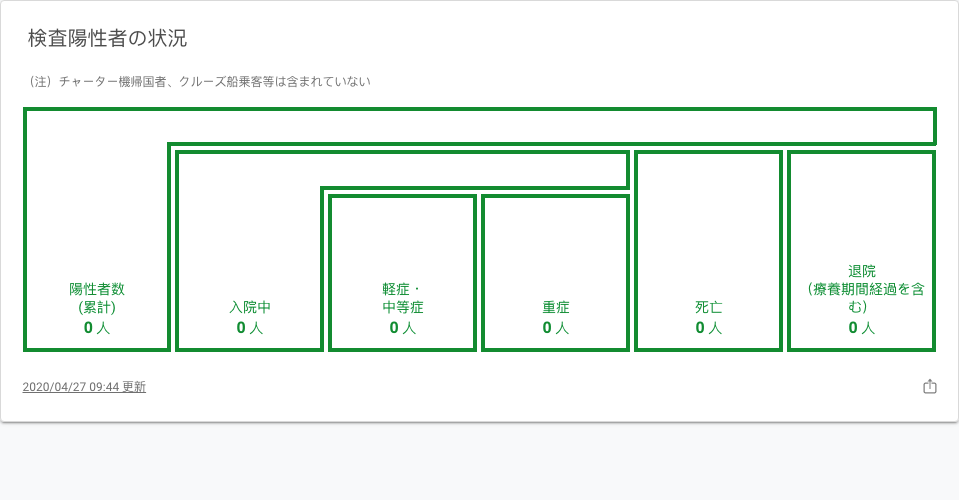 検査陽性者の状況
（注）チャーター機帰国者、クルーズ船乗客等は含まれていない
陽性者数
(累計)
0 人
入院中
0 人
軽症・
中等症
0 人
重症
0 人
死亡
0 人
退院
（療養期間経過を含
む）
0 人
2020/04/27 09:44 更新